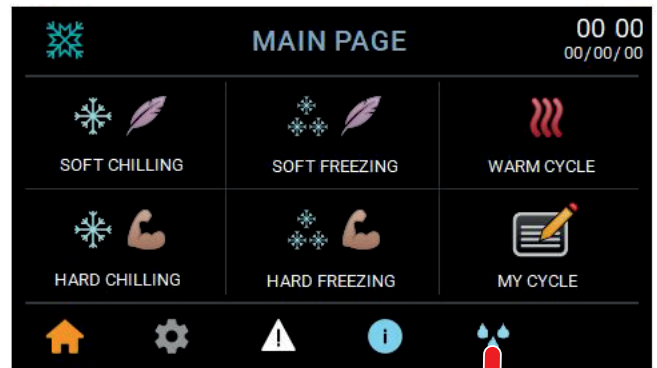 MAIN PAGE
00 00
00/00/00
SOFT CHILLING
SOFT FREEZING
WARM CYCLE
HARD CHILLING
HARD FREEZING
MY CYCLE